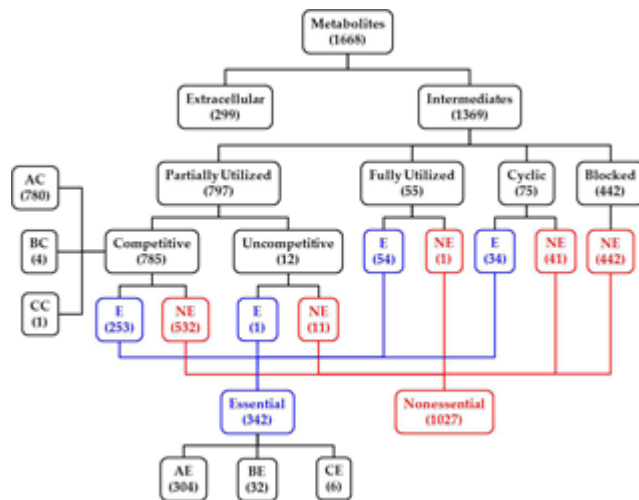 Metabolites
(1668)
Extracellular
(299)
Intermediates
(1369)
Partially Utilized
(797)
Fully Utilized
(55)
Cyclic
(75)
Blocked
(442)
AC
(780)
BC
(4)
CC
(1)
Competitive
(785)
Uncompetitive
(12)
E
(54)
NE
(1)
E
(34)
NE
(41)
NE
(442)
E
(253)
NE
(532)
E
(1)
NE
(11)
Essential
(342)
Nonessential
(1027)
AE
(304)
BE
(32)
CE
(6)